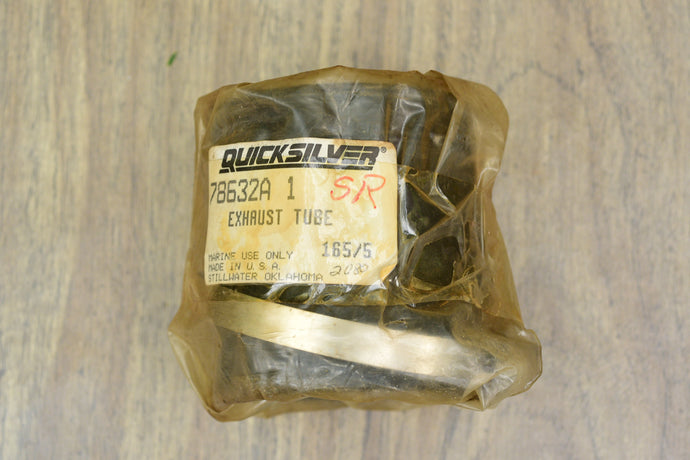 QUICKSILVER®
78632A 1 SR
EXHAUST TUBE
MARINE USE ONLY 165/5
MADE IN U.S.A.
STILLWATER OKLAHOMA